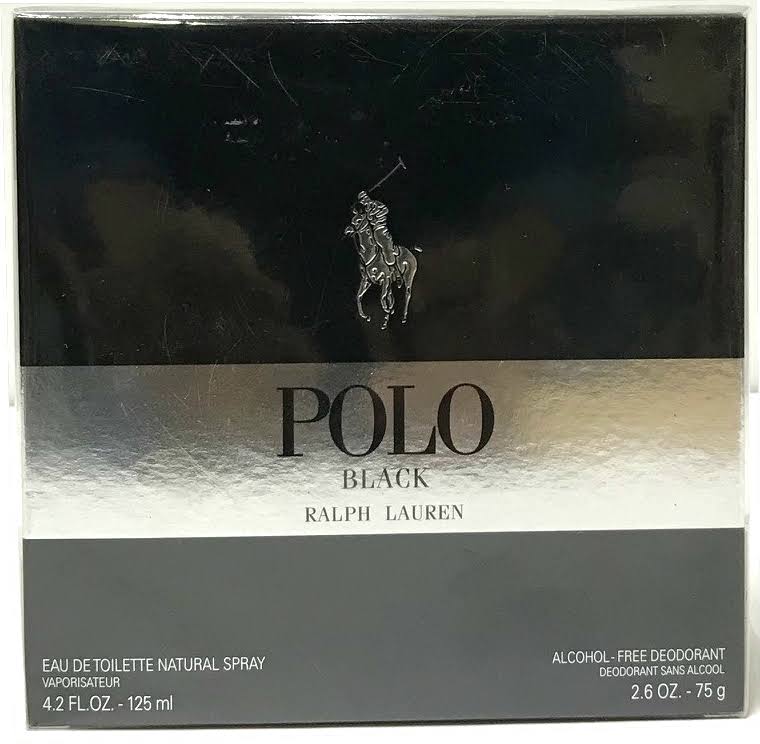 POLO
BLACK
RALPH LAUREN
EAU DE TOILETTE NATURAL SPRAY
VAPORISATEUR
4.2 FL.OZ. - 125 ml
ALCOHOL-FREE DEODORANT
DEODORANT SANS ALCOOL
2.6 OZ. - 75 g